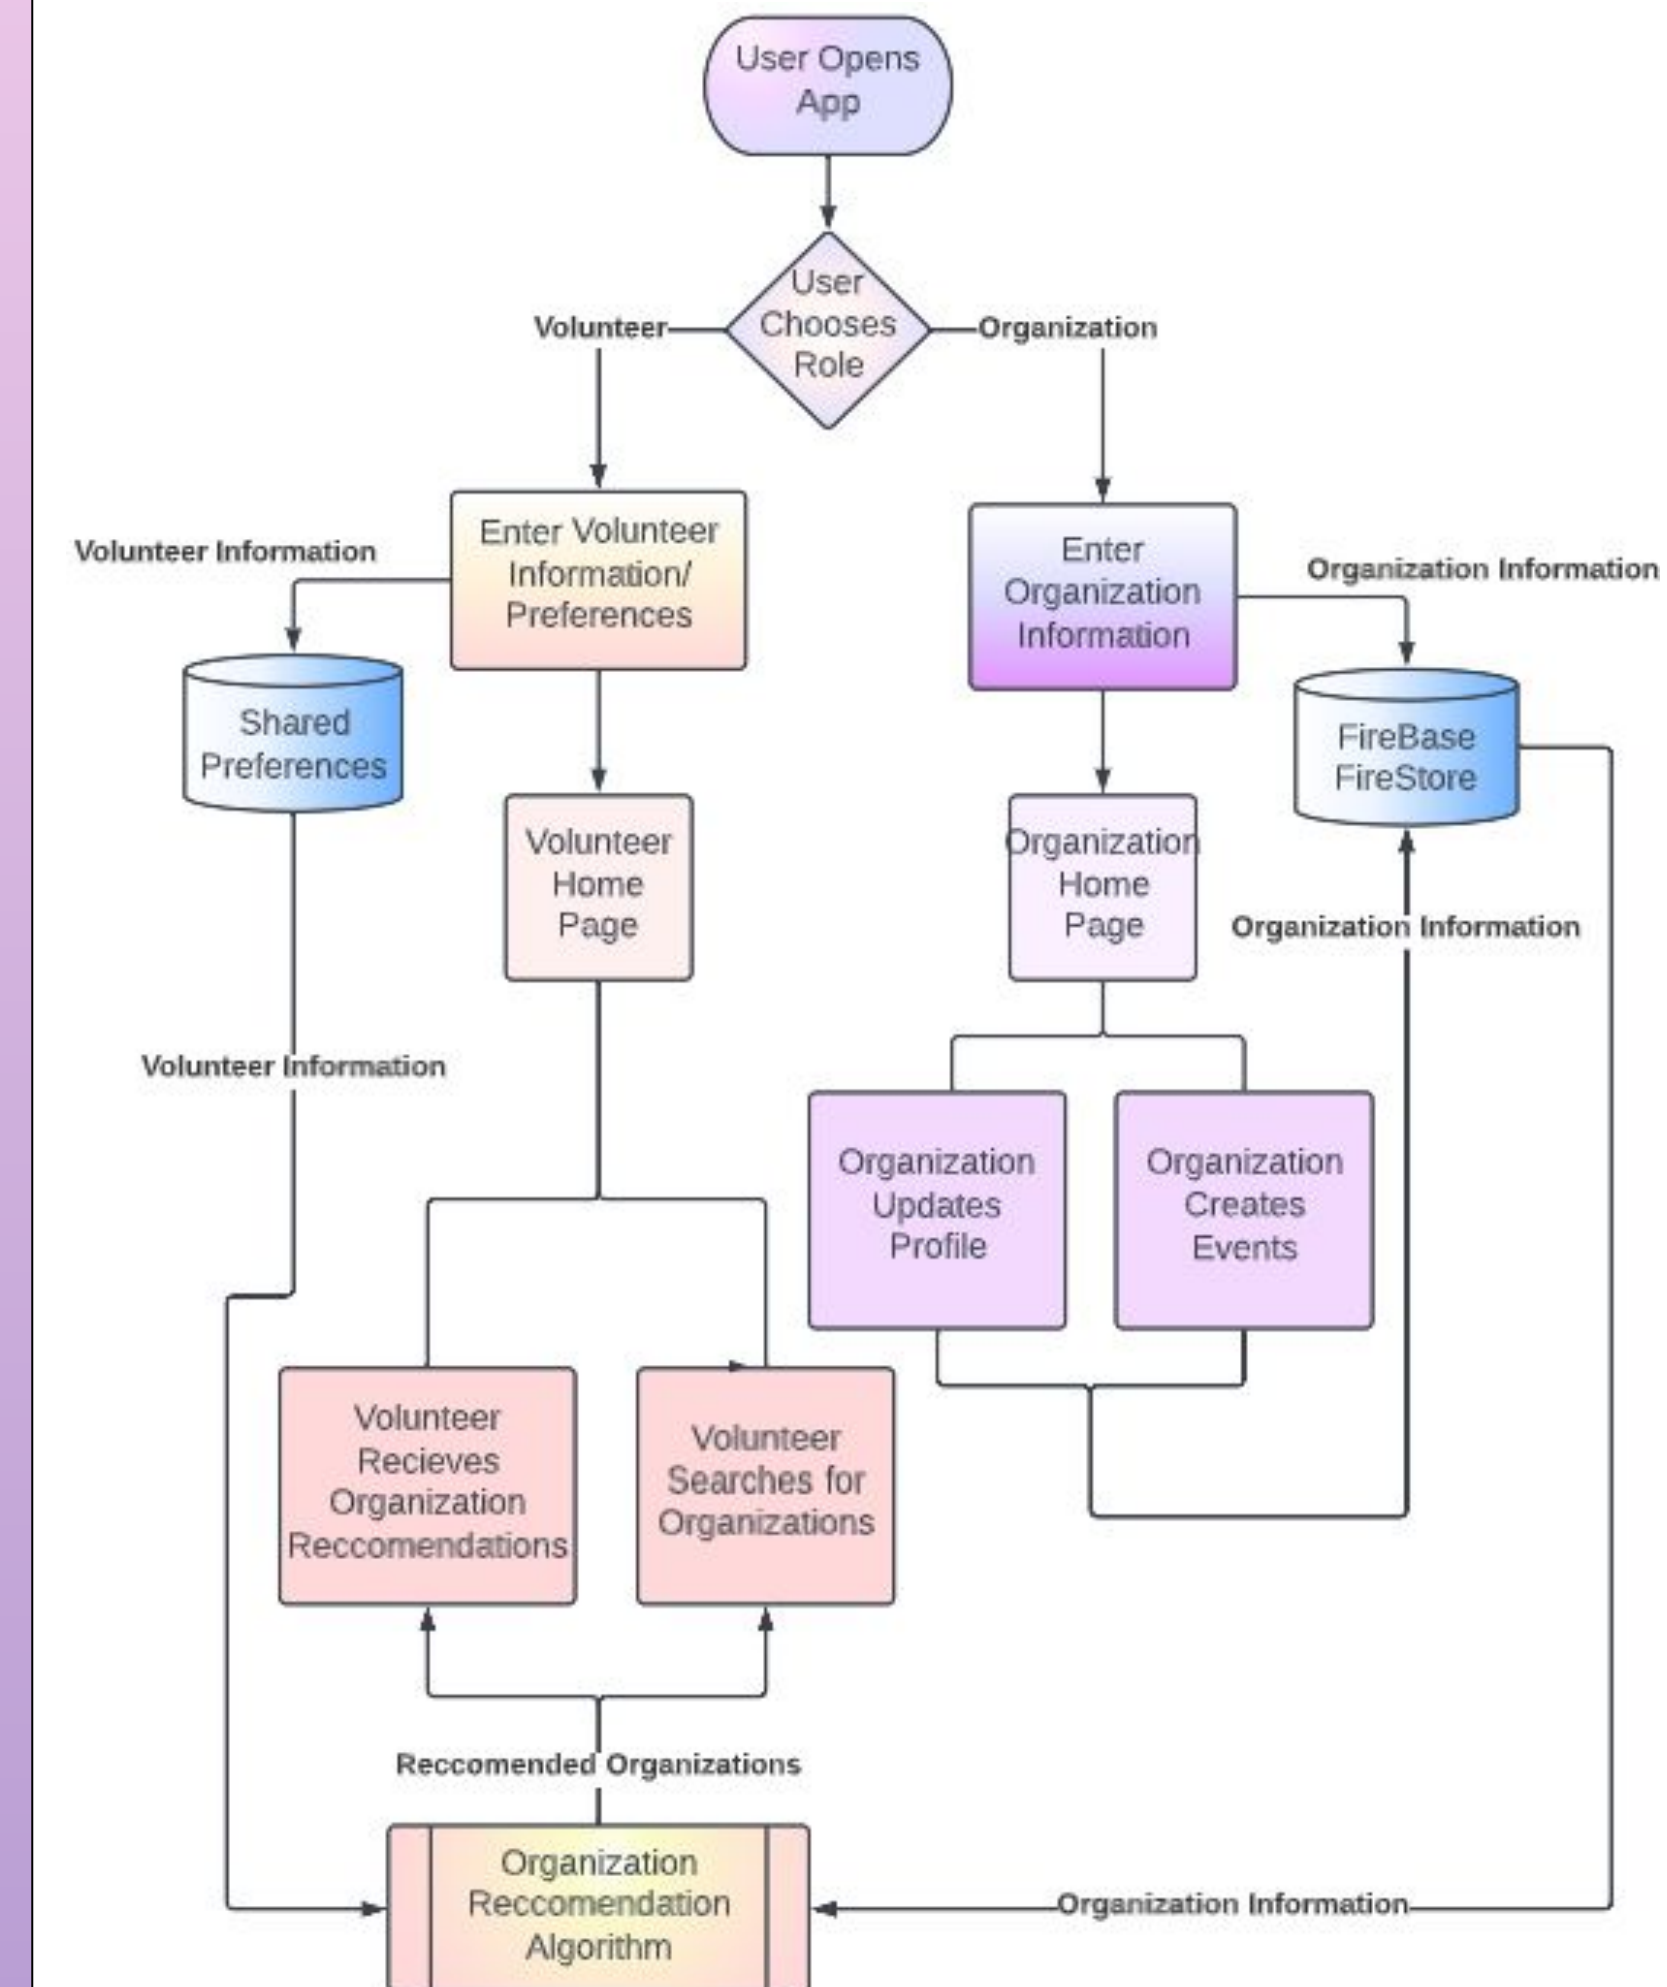 User Opens
App
User
Chooses
Role
Volunteer
Organization
Enter Volunteer
Information/
Preferences
Volunteer Information
Enter
Organization
Information
Organization Information
Shared
Preferences
FireBase
FireStore
Volunteer
Home
Page
Organization
Home
Page
Organization Information
Volunteer Information
Organization
Updates
Profile
Organization
Creates
Events
Volunteer
Recieves
Organization
Reccomendations
Volunteer
Searches for
Organizations
Reccomended Organizations
Organization
Reccomendation
Algorithm
Organization Information